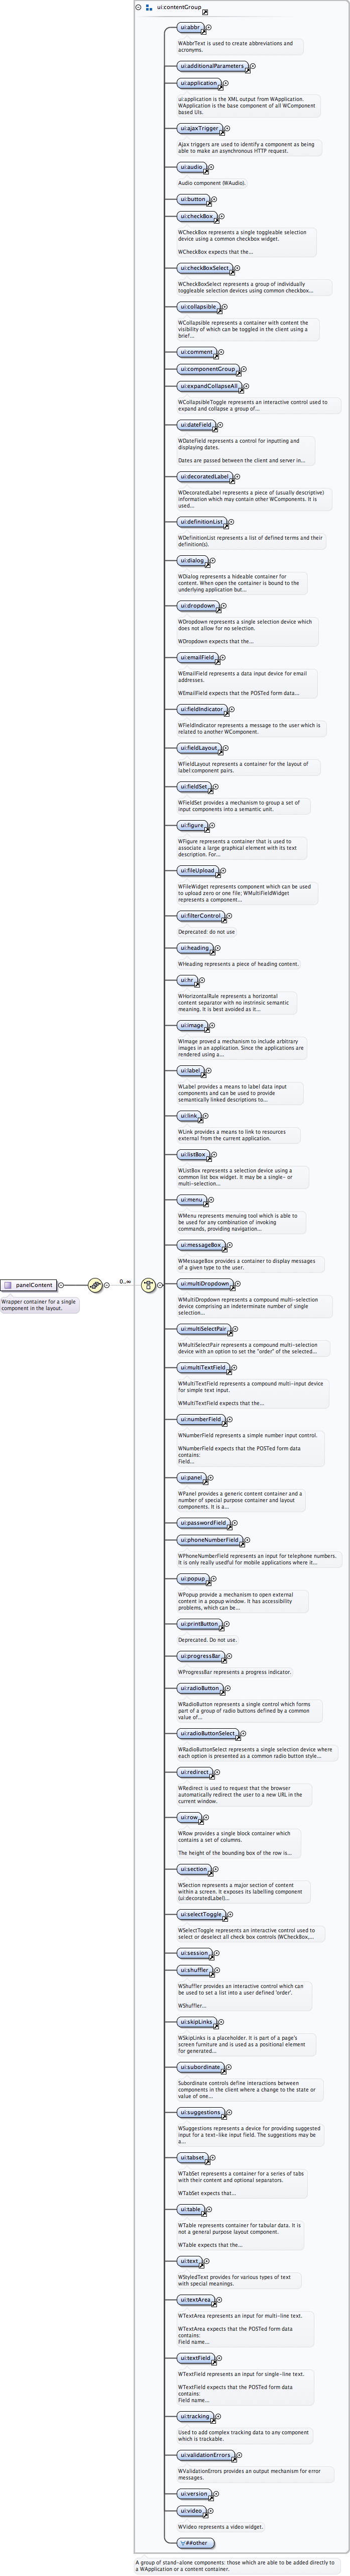 ui:contentGroup
ui:abbr
WAbbrText is used to create abbreviations and
acronyms.
ui:additionalParameters
ui:application
ui:application is the XML output from WApplication.
WApplication is the base component of all WComponent
based UIs.
ui:ajaxTrigger
Ajax triggers are used to identify a component as being
able to make an asynchronous HTTP request.
ui:audio
Audio component (WAudio).
ui:button
ui:checkBox
WCheckBox represents a single toggleable selection
device using a common checkbox widget.
WCheckBox expects that the...
ui:checkBoxSelect
WCheckBoxSelect represents a group of individually
toggleable selection devices using common checkbox...
ui:collapsible
WCollapsible represents a container with content the
visibility of which can be toggled in the client using a
brief...
ui:comment
ui:componentGroup
ui:expandCollapseAll
WCollapsibleToggle represents an interactive control used to
expand and collapse a group of...
ui:dateField
WDateField represents a control for inputing and
displaying dates.
Dates are passed between the client and server in...
ui:decoratedLabel
WDecoratedLabel represents a piece of (usually descriptive)
information which may contain other WComponents. It is
used...
ui:definitionList
WDefinitionList represents a list of defined terms and their
definition(s).
ui:dialog
WDialog represents a hideable container for
content. When open the container is bound to the
underlying application but...
ui:dropdown
WDropdown represents a single selection device which
does not allow for no selection.
WDropdown expects that the...
ui:emailField
WEmailField represents a data input device for email
addresses.
WEmailField expects that the POSTed form data...
ui:fieldIndicator
WFieldIndicator represents a message to the user which is
related to another WComponent.
ui:fieldLayout
WFieldLayout represents a container for the layout of
label:component pairs.
ui:fieldSet
WFieldSet provides a mechanism to group a set of
input components into a semantic unit.
ui:figure
WFigure represents a container that is used to
associate a large graphical element with its text
description. For...
ui:fileUpload
WFileWidget represents component which can be used
to upload zero or one file; WMultiFileWidget
represents a component...
ui:filterControl
Deprecated: do not use
ui:heading
WHeading represents a piece of heading content.
ui:hr
WHorizontalRule represents a horizontal
content separator with no instrinsic semantic
meaning. It is best avoided as it...
ui:image
WImage proved a mechanism to include arbitrary
images in an application. Since the applications are
rendered using a...
ui:label
WLabel provides a means to label data input
components and can be used to provide
semantically linked descriptions to...
ui:link
WLink provides a means to link to resources
external from the current application.
ui:listBox
WListBox represents a selection device using a
common list box widget. It may be a single- or
multi-selection...
ui:menu
WMenu represents menuing tool which is able to
be used for any combination of invoking
commands, providing navigation...
ui:messageBox
WMessageBox provides a container to display messages
of a given type to the user.
panelContent
0..∞
Wrapper container for a single
component in the layout.
ui:multiDropdown
WMultiDropdown represents a compound multi-selection
device comprising an indeterminate number of single
selection...
ui:multiSelectPair
WMultiSelectPair represents a compound multi-selection
device with an option to set the "order" of the selected...
ui:multiTextField
WMultiTextField represents a compound multi-input device
for simple text input.
WMultiTextField expects that the...
ui:numberField
WNumberField represents a simple number input control.
WNumberField expects that the POSTed form data
contains:
Field...
ui:panel
WPanel provides a generic content container and a
number of special purpose container and layout
components. It is a...
ui:passwordField
ui:phoneNumberField
WPhoneNumberField represents an input for telephone numbers.
It is only really usedful for mobile applications where it...
ui:popup
WPopup provide a mechanism to open external
content in a popup window. It has accessibility
problems, which can be...
ui:printButton
Deprecated. Do not use.
ui:progressBar
WProgressBar represents a progress indicator.
ui:radioButton
WRadioButton represents a single control which forms
part of a group of radio buttons defined by a common
value of...
ui:radioButtonSelect
WRadioButtonSelect represents a single selection device where
each option is presented as a common radio button style...
ui:redirect
WRedirect is used to request that the browser
automatically redirect the user to a new URL in the
current window.
ui:row
WRow provides a single block container which
contains a set of columns.
The height of the bounding box of the row is...
ui:section
WSection represents a major section of content
within a screen. It exposes its labelling component
(ui:decoratedLabel)...
ui:selectToggle
WSelectToggle represents an interactive control used to
select or deselect all check box controls (WCheckBox,...
ui:session
ui:shuffler
WShuffler provides an interactive control which can
be used to set a list into a user defined 'order'.
WShuffler...
ui:skipLinks
WSkipLinks is a placeholder. It is part of a page's
screen furniture and is used as a positional element
for generated...
ui:subordinate
Subordinate controls define interactions between
components in the client where a change to the state or
value of one...
ui:suggestions
WSuggestions represents a device for providing suggested
input for a text-like input field. The suggestions may be
a...
ui:tabset
WTabSet represents a container for a series of tabs
with their content and optional separators.
WTabSet expects that...
ui:table
WTable represents container for tabular data. It is
not a general purpose layout component.
WTable expects that the...
ui:text
WStyledText provides for various types of text
with special meanings.
ui:textArea
WTextArea represents an input for multi-line text.
WTextArea expects that the POSTed form data
contains:
Field name...
ui:textField
WTextField represents an input for single-line text.
WTextField expects that the POSTed form data
contains:
Field name...
ui:tracking
Used to add complex tracking data to any component
which is trackable.
ui:validationErrors
WValidationErrors provides an output mechanism for error
messages.
ui:version
ui:video
WVideo represents a video widget.
##other
A group of stand-alone components: those which are able to be added directly to
a WApplication or a content container.